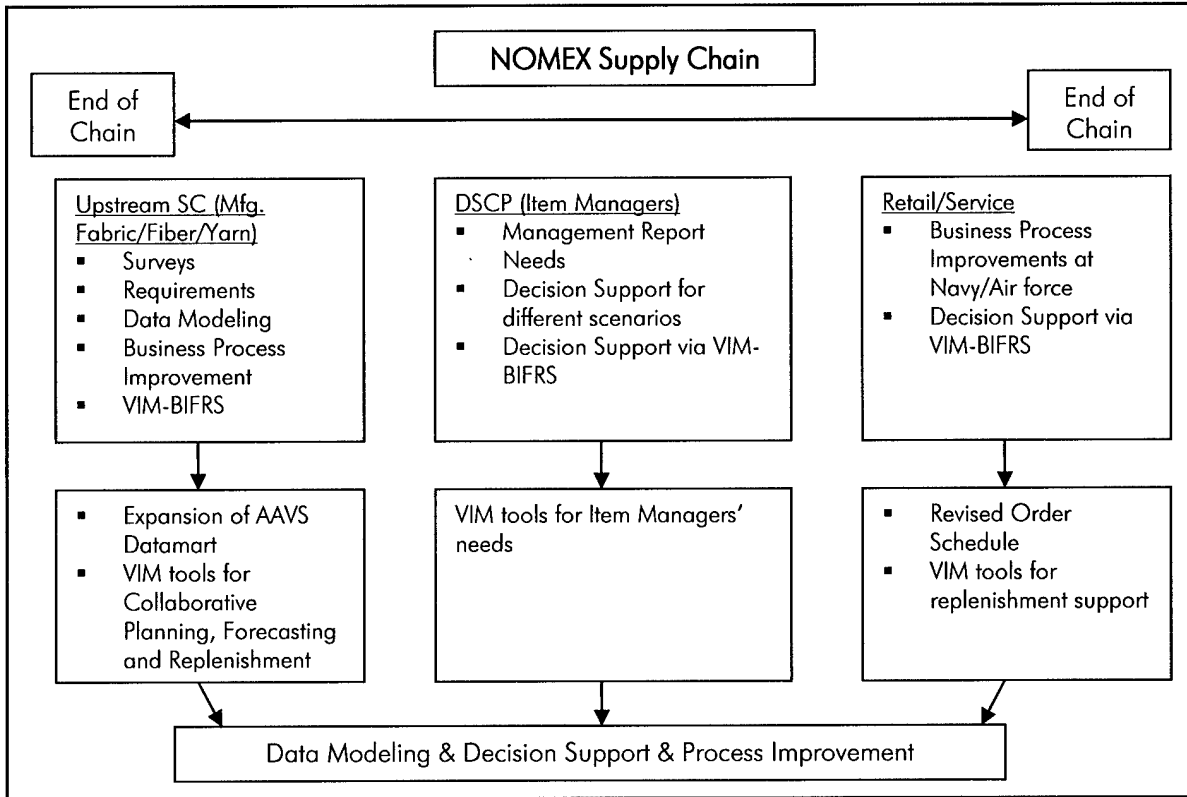 NOMEX Supply Chain
End of
Chain
End of
Chain
Upstream SC (Mfg.
Fabric/Fiber/Yarn)
▪ Surveys
▪ Requirements
▪ Data Modeling
▪ Business Process
Improvement
▪ VIM-BIFRS
DSCP (Item Managers)
▪ Management Report
Needs
▪ Decision Support for
different scenarios
▪ Decision Support via VIM-
BIFRS
Retail/Service
▪ Business Process
Improvements at
Navy/Air force
▪ Decision Support via
VIM-BIFRS
▪ Expansion of AAVS
Datamart
▪ VIM tools for
Collaborative
Planning, Forecasting
and Replenishment
VIM tools for Item Managers’
needs
▪ Revised Order
Schedule
▪ VIM tools for
replenishment support
Data Modeling & Decision Support & Process Improvement